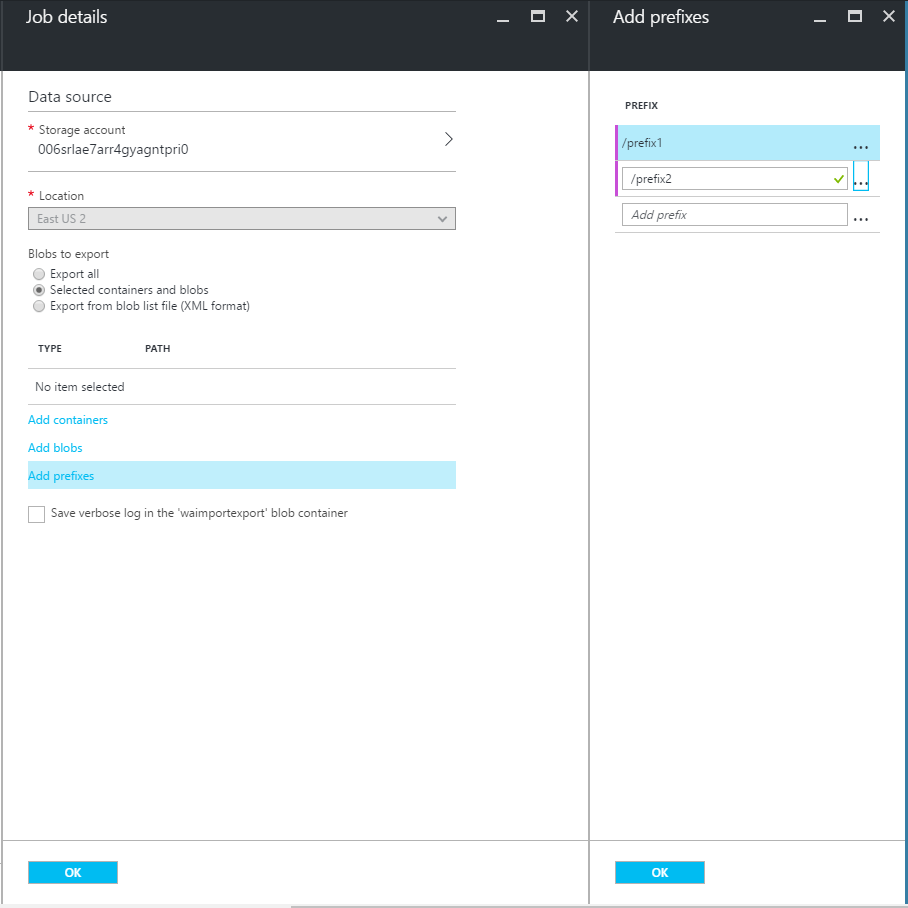 Job details
Data source
* Storage account
006srlae7arr4gyagntpri0
* Location
East US 2
Blobs to export
Export all
Selected containers and blobs
Export from blob list file (XML format)
TYPE PATH
No item selected
Add containers
Add blobs
Add prefixes
Save verbose log in the 'waimportexport' blob container
OK
Add prefixes
PREFIX
/prefix1 ...
/prefix2 ...
Add prefix ...
OK